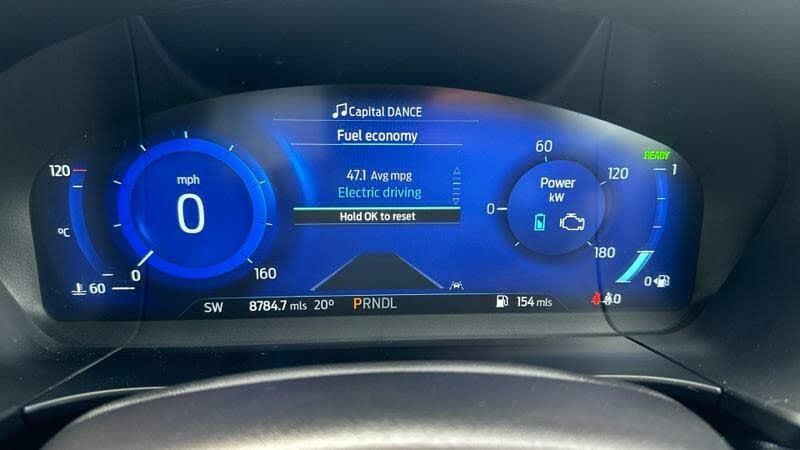 Capital DANCE
Fuel economy
47.1 Avg mpg
Electric driving
Hold OK to reset
120
°C
60
mph
0
0
160
60
0
120
180
Power
kW
READY
1
0
SW 8784.7 mls 20° PRNDL
154 mls
0